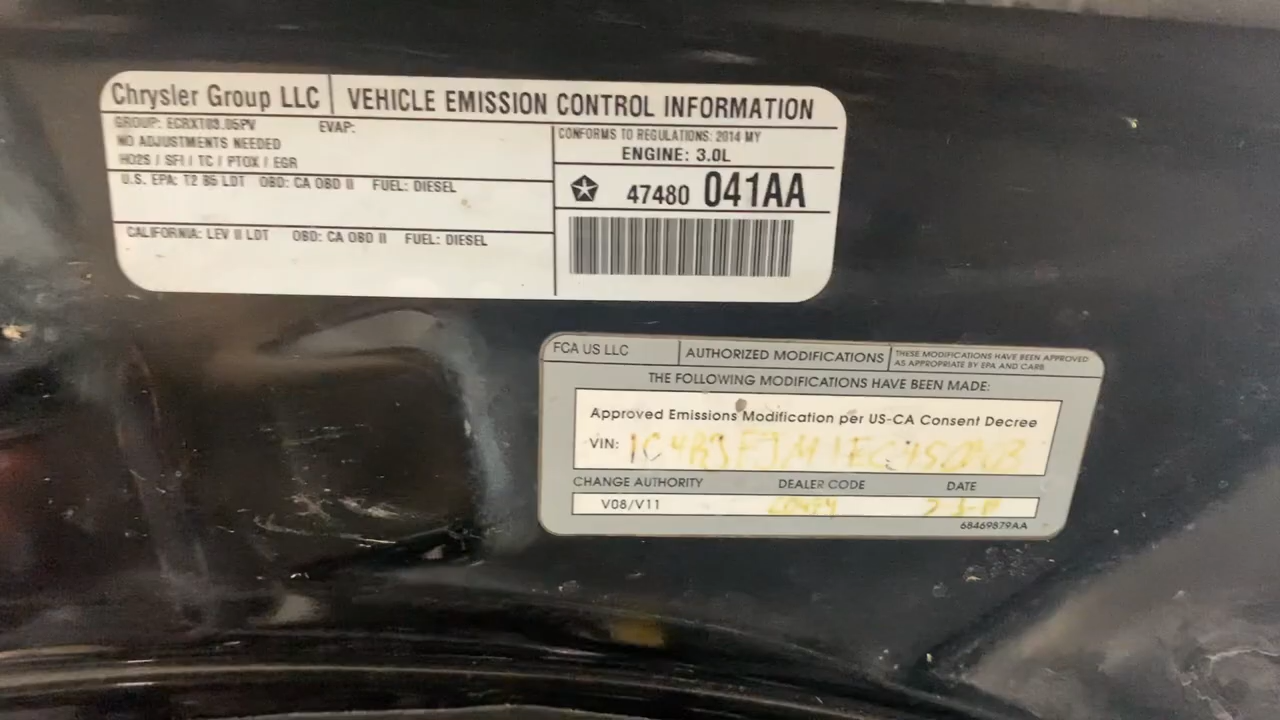 Chrysler Group LLC VEHICLE EMISSION CONTROL INFORMATION
GROUP: ECRXT03.05PV EVAP:
NO ADJUSTMENTS NEEDED
HO2S / SFI / TC / PTOX / EGR
U.S. EPA: T2 B5 LDT OBD: CA OBD II FUEL: DIESEL
CALIFORNIA: LEV II LDT OBD: CA OBD II FUEL: DIESEL
CONFORMS TO REGULATIONS: 2014 MY
ENGINE: 3.0L
47480 041AA
FCA US LLC AUTHORIZED MODIFICATIONS THESE MODIFICATIONS HAVE BEEN APPROVED
AS APPROPRIATE BY EPA AND CARB
THE FOLLOWING MODIFICATIONS HAVE BEEN MADE:
Approved Emissions Modification per US-CA Consent Decree
VIN:
CHANGE AUTHORITY DEALER CODE DATE
V08/V11
68469879AA